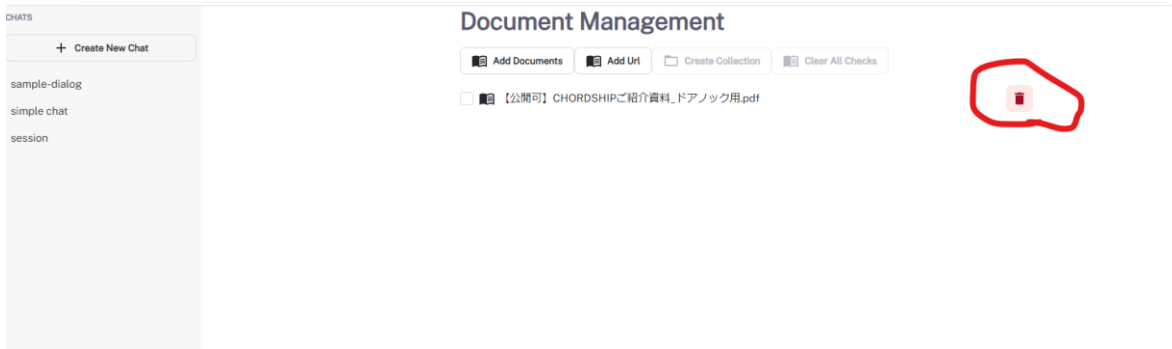 CHATS
+ Create New Chat
sample-dialog
simple chat
session
Document Management
Add Documents
Add Url
Create Collection
Clear All Checks
【公開可】CHORDSHIPご紹介資料_ドアノック用.pdf